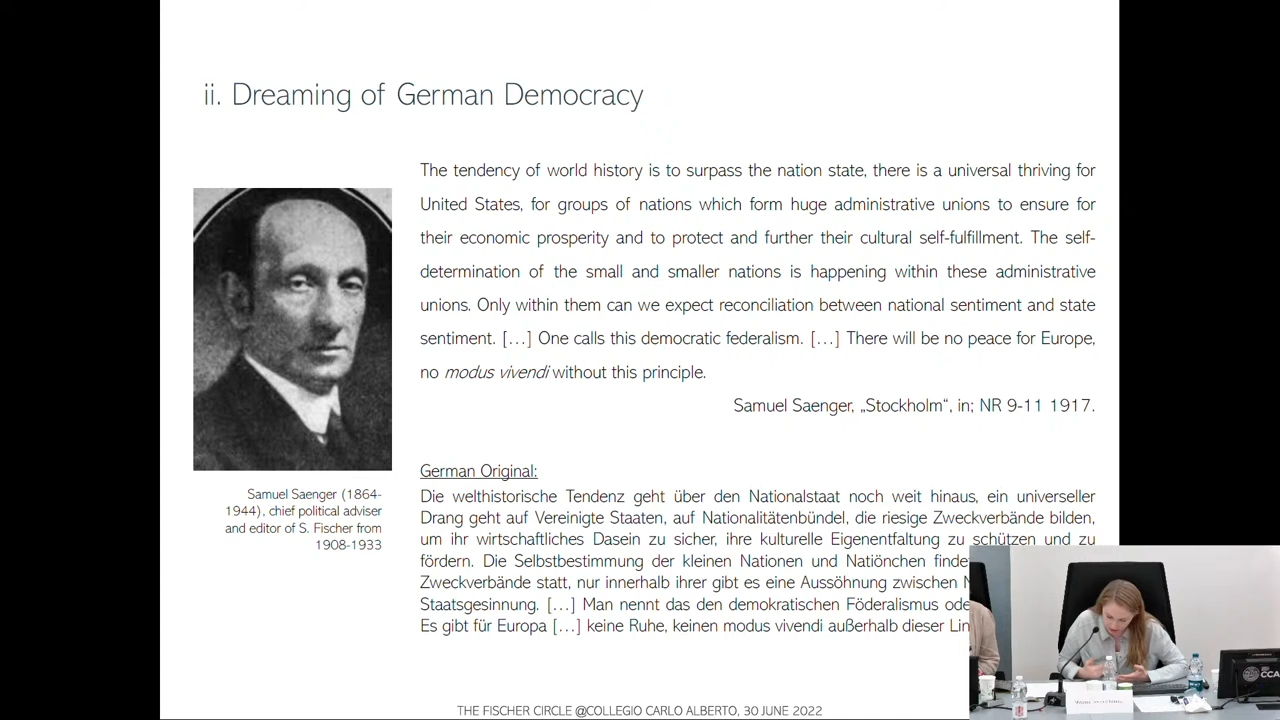 ii. Dreaming of German Democracy
The tendency of world history is to surpass the nation state, there is a universal thriving for
United States, for groups of nations which form huge administrative unions to ensure for
their economic prosperity and to protect and further their cultural self-fulfillment. The self-
determination of the small and smaller nations is happening within these administrative
unions. Only within them can we expect reconciliation between national sentiment and state
sentiment. […] One calls this democratic federalism. […] There will be no peace for Europe,
no modus vivendi without this principle.
Samuel Saenger, „Stockholm“, in; NR 9-11 1917.
Samuel Saenger (1864-
1944), chief political adviser
and editor of S. Fischer from
1908-1933
German Original:
Die welthistorische Tendenz geht über den Nationalstaat noch weit hinaus, ein universeller
Drang geht auf Vereinigte Staaten, auf Nationalitätenbündel, die riesige Zweckverbände bilden,
um ihr wirtschaftliches Dasein zu sicher, ihre kulturelle Eigenentfaltung zu schützen und zu
fördern. Die Selbstbestimmung der kleinen Nationen und Natiönchen finde
Zweckverbände statt, nur innerhalb ihrer gibt es eine Aussöhnung zwischen
Staatsgesinnung. […] Man nennt das den demokratischen Föderalismus ode
Es gibt für Europa […] keine Ruhe, keinen modus vivendi außerhalb dieser Lin
THE FISCHER CIRCLE @COLLEGIO CARLO ALBERTO, 30 JUNE 2022
CCA